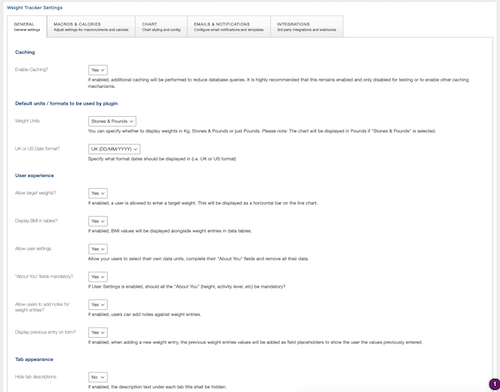 Weight Tracker Settings
GENERAL
General settings
MACROS & CALORIES
Adjust settings for macronutrients and calories
CHART
Chart styling and config
EMAILS & NOTIFICATIONS
Configure email notifications and templates
INTEGRATIONS
3rd party integrations and webhooks
Caching
Enable Caching?
Yes
If enabled, additional caching will be performed to reduce database queries. It is highly recommended that this remains enabled and only disabled for testing or to enable other caching
mechanisms.
Default units / formats to be used by plugin
Weight Units
Stones & Pounds
You can specify whether to display weights in Kg, Stones & Pounds or just Pounds. Please note: The chart will be displayed in Pounds if "Stones & Pounds" is selected.
UK or US Date format?
UK (DD/MM/YYYY)
Specify what format dates should be displayed in (i.e. UK or US format)
User experience
Allow target weights?
Yes
If enabled, a user is allowed to enter a target weight. This will be displayed as a horizontal bar on the line chart.
Display BMI in tables?
Yes
If enabled, BMI values will be displayed alongside weight entries in data tables.
Allow user settings
Yes
Allow your users to select their own data units, complete their "About You" fields and remove all their data.
"About You" fields mandatory?
Yes
If User Settings is enabled, should all the "About You" (height, activity level, etc) be mandatory?
Allow users to add notes for
weight entries?
Yes
If enabled, users can add notes against weight entries.
Display previous entry on form?
Yes
If enabled, when adding a new weight entry, the previous weight entries values will be added as field placeholders to show the user the values previously entered.
Tab appearance
Hide tab descriptions
No
If enabled, the description text under each tab title shall be hidden.
1